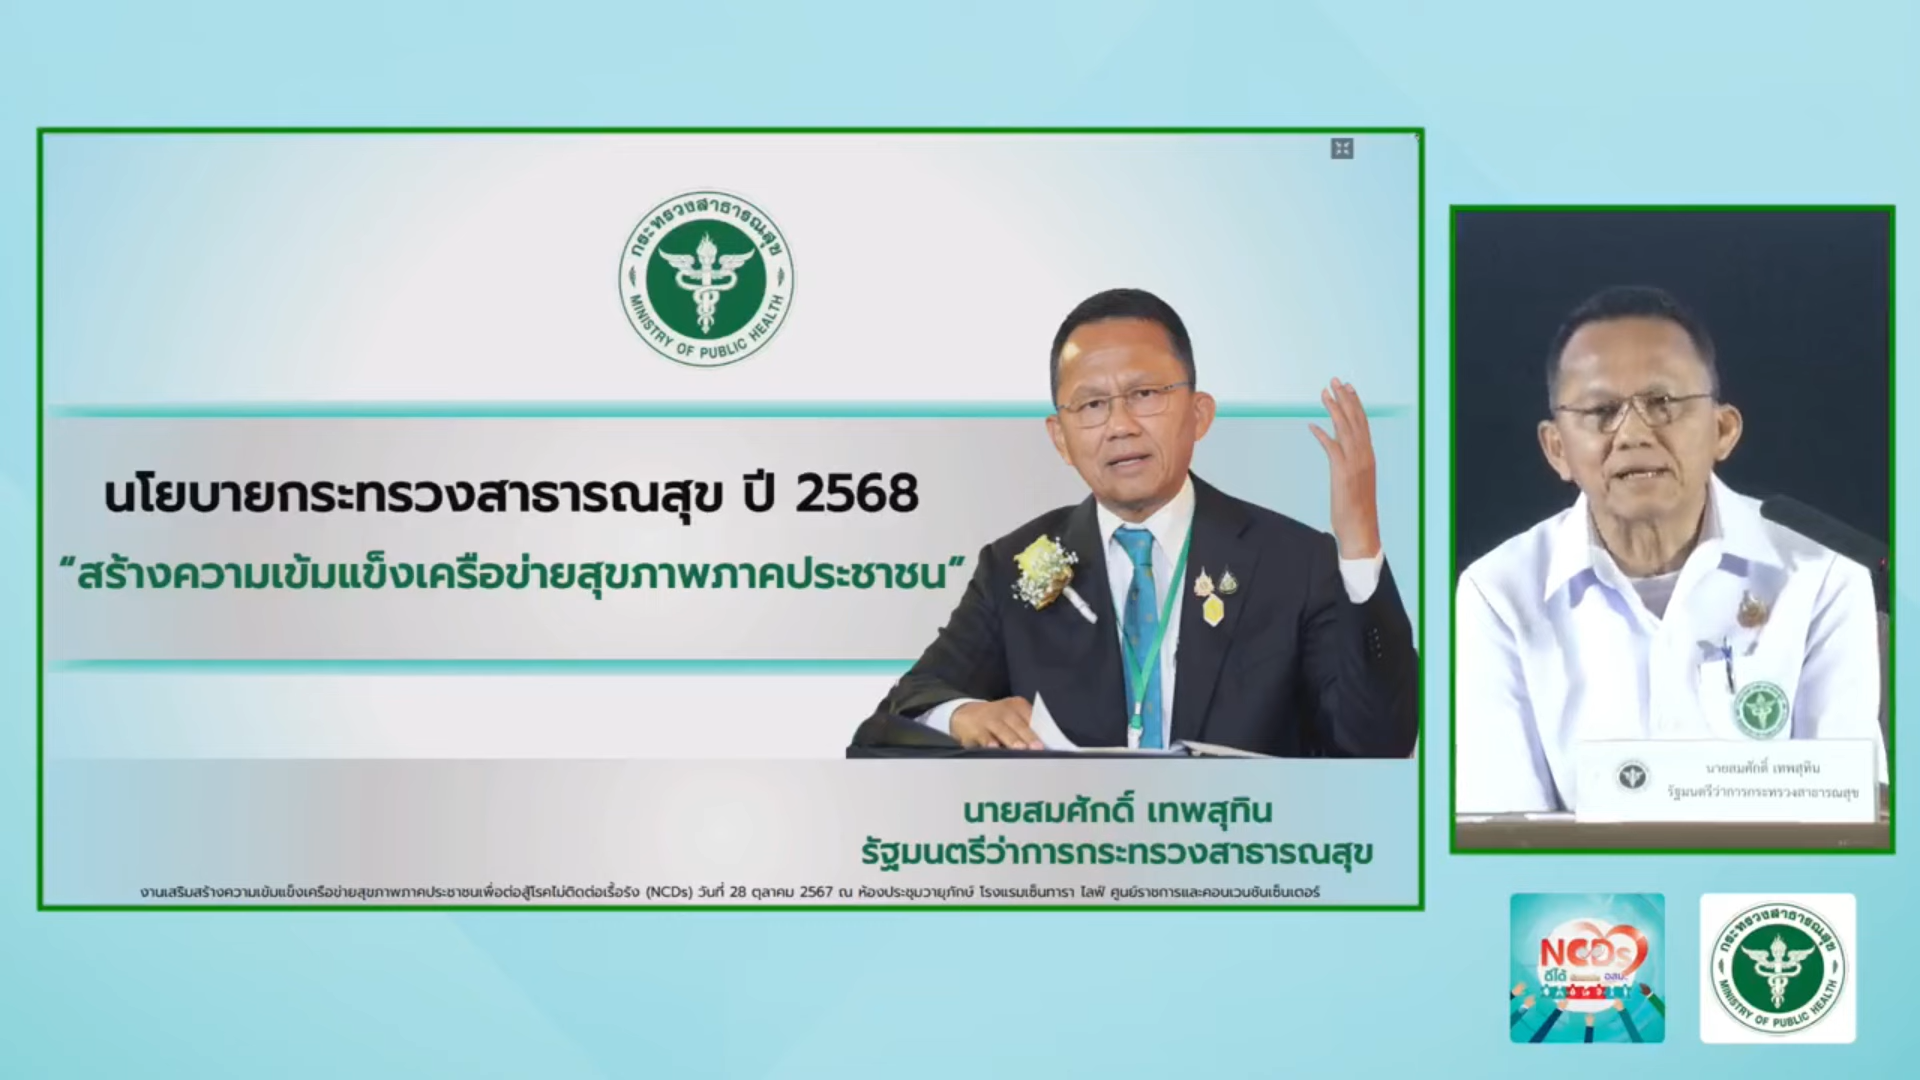 กระทรวงสาธารณสุข
MINISTRY OF PUBLIC HEALTH
นโยบายกระทรวงสาธารณสุข ปี 2568
“สร้างความเข้มแข็งเครือข่ายสุขภาพภาคประชาชน”
นายสมศักดิ์ เทพสุทิน
รัฐมนตรีว่าการกระทรวงสาธารณสุข
งานเสริมสร้างความเข้มแข็งเครือข่ายสุขภาพภาคประชาชนเพื่อต่อสู้โรคไม่ติดต่อเรื้อรัง (NCDs) วันที่ 28 ตุลาคม 2567 ณ ห้องประชุมวายุภักษ์ โรงแรมเซ็นทารา ไลฟ์ ศูนย์ราชการและคอนเวนชันเซ็นเตอร์
นายสมศักดิ์ เทพสุทิน
รัฐมนตรีว่าการกระทรวงสาธารณสุข
NCDs
ดีได้ อสม.
กระทรวงสาธารณสุข
MINISTRY OF PUBLIC HEALTH